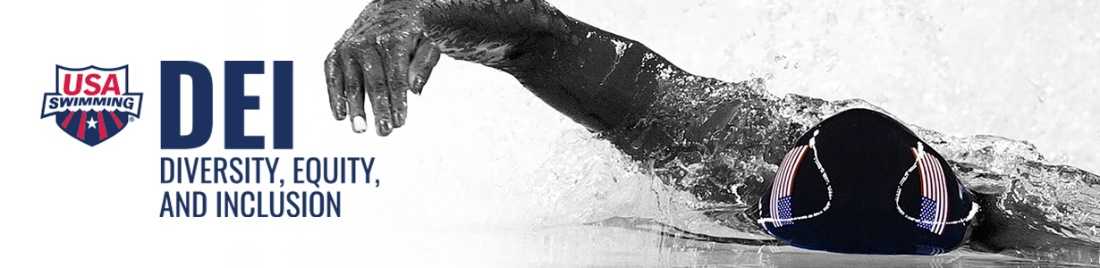 USA
SWIMMING
DEI
DIVERSITY, EQUITY,
AND INCLUSION